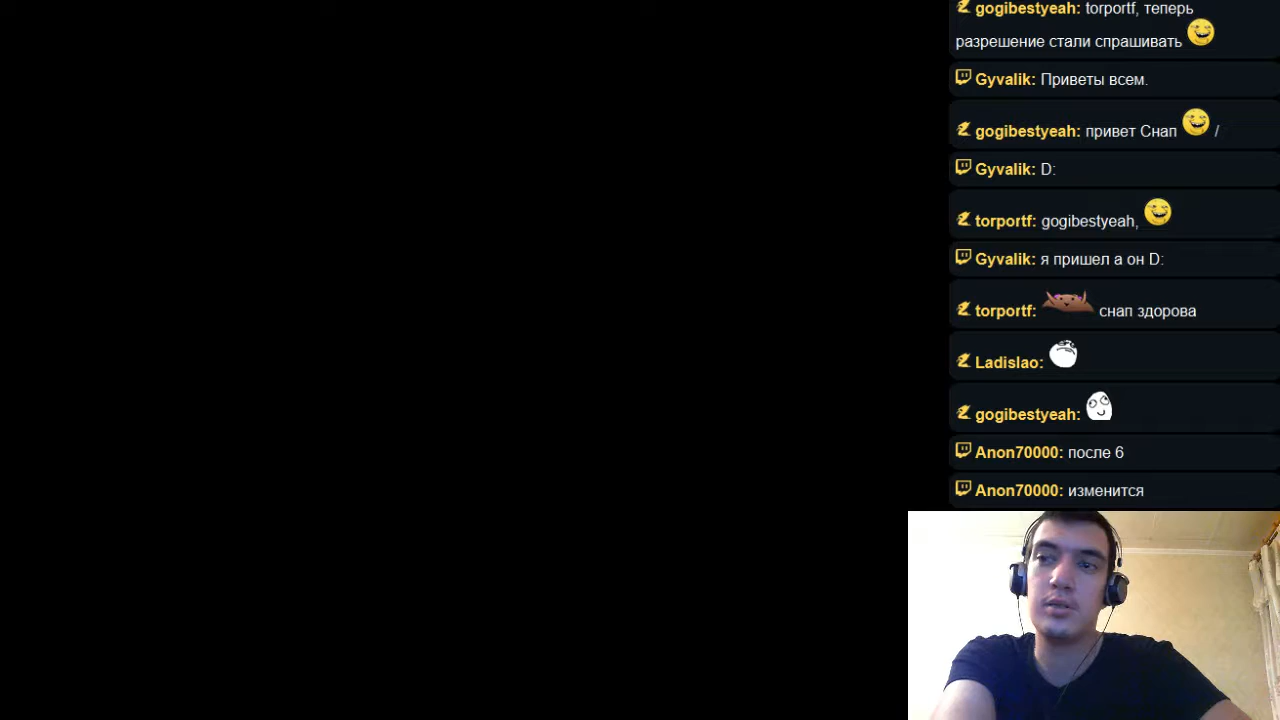 gogibestyeah: torportf, теперь
разрешение стали спрашивать
Gyvalik: Приветы всем.
gogibestyeah: привет Снап /
Gyvalik: D:
torportf: gogibestyeah,
Gyvalik: я пришел а он D:
torportf: снап здорова
Ladislao:
gogibestyeah:
Anon70000: после 6
Anon70000: изменится